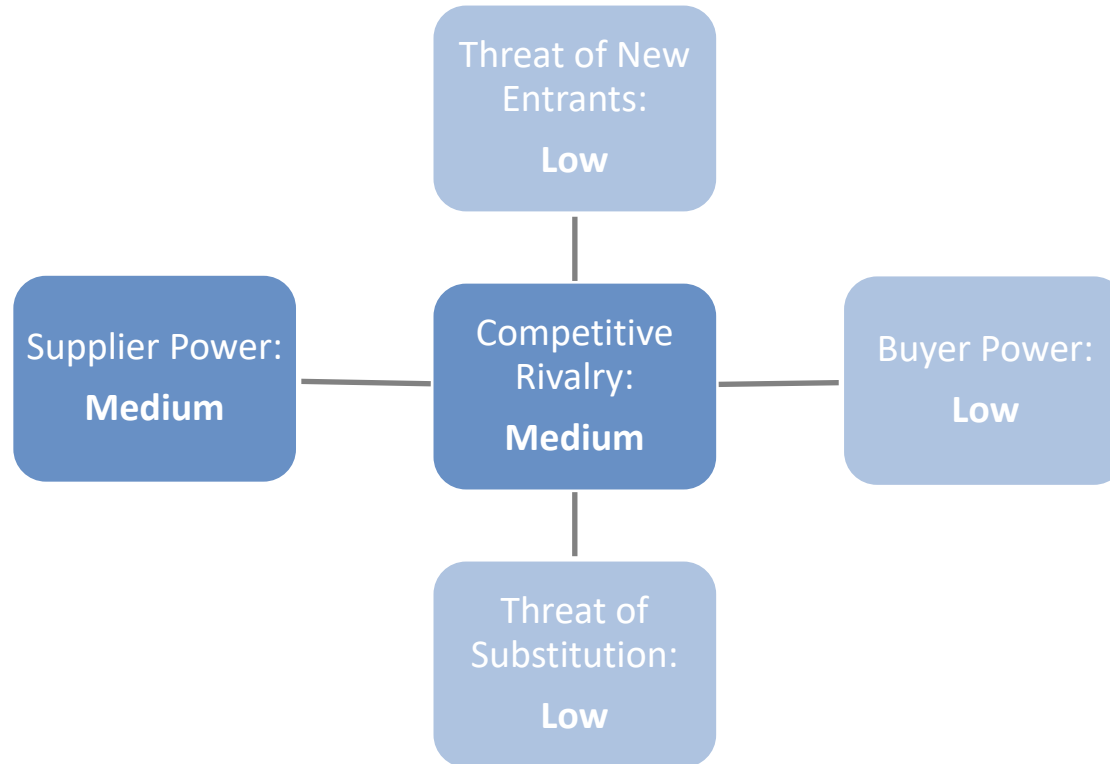 Threat of New
Entrants:
Low
Supplier Power:
Medium
Competitive
Rivalry:
Medium
Buyer Power:
Low
Threat of
Substitution:
Low